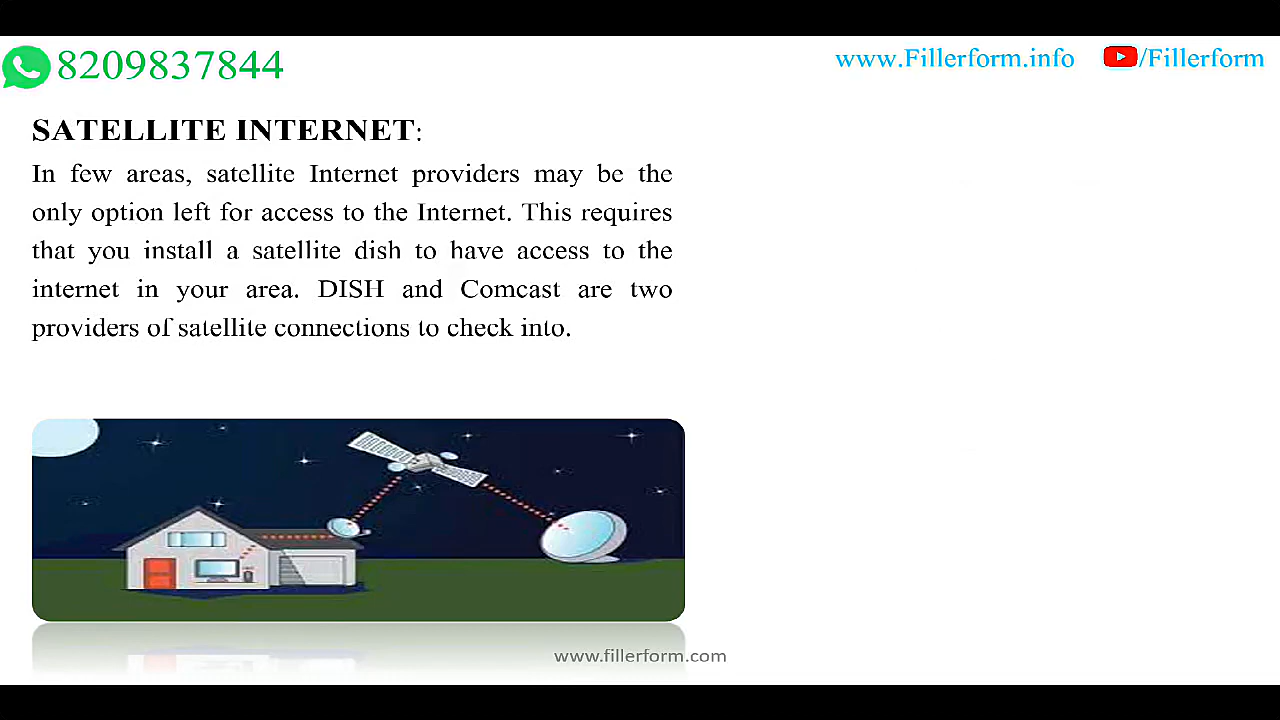 8209837844
www.Fillerform.info
/Fillerform
SATELLITE INTERNET:
In few areas, satellite Internet providers may be the
only option left for access to the Internet. This requires
that you install a satellite dish to have access to the
internet in your area. DISH and Comcast are two
providers of satellite connections to check into.
www.fillerform.com